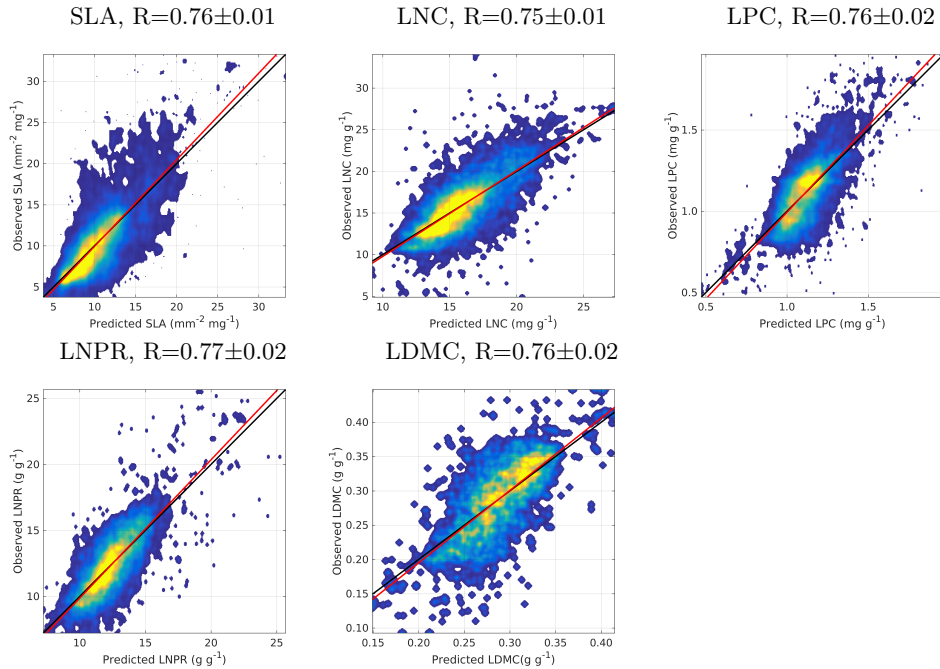 SLA, R=0.76±0.01
LNC, R=0.75±0.01
LPC, R=0.76±0.02
30
25
20
15
10
5
Observed SLA (mm⁻² mg⁻¹)
5 10 15 20 25 30
Predicted SLA (mm⁻² mg⁻¹)
30
25
20
15
10
5
Observed LNC (mg g⁻¹)
10 15 20 25
Predicted LNC (mg g⁻¹)
1.5
1.0
0.5
Observed LPC (mg g⁻¹)
0.5 1.0 1.5
Predicted LPC (mg g⁻¹)
LNPR, R=0.77±0.02
LDMC, R=0.76±0.02
25
20
15
10
Observed LNPR (g g⁻¹)
10 15 20 25
Predicted LNPR (g g⁻¹)
0.40
0.35
0.30
0.25
0.20
0.15
0.10
Observed LDMC (g g⁻¹)
0.15 0.20 0.25 0.30 0.35 0.40
Predicted LDMC(g g⁻¹)